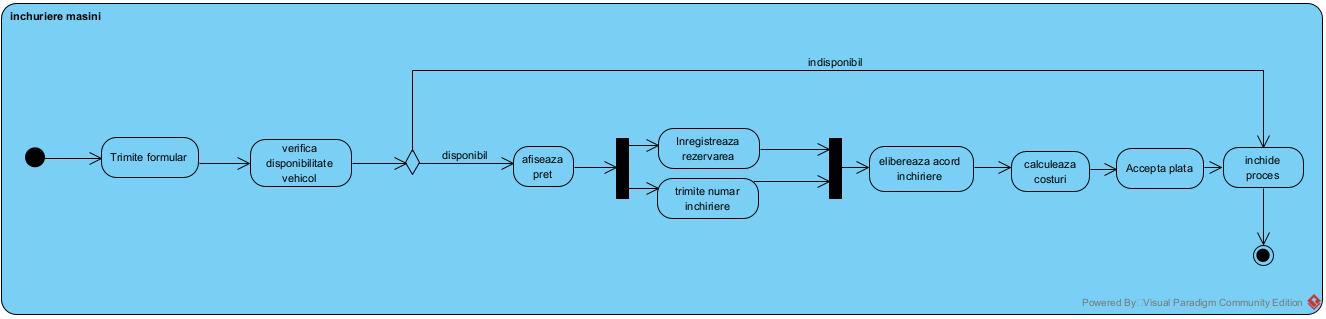 inchuriere masini
indisponibil
Trimite formular
verifica
disponibilitate
vehicol
disponibil
afiseaza
pret
Inregistreaza
rezervarea
trimite numar
inchiriere
elibereaza acord
inchiriere
calculeaza
costuri
Accepta plata
inchide
proces
Powered By: Visual Paradigm Community Edition